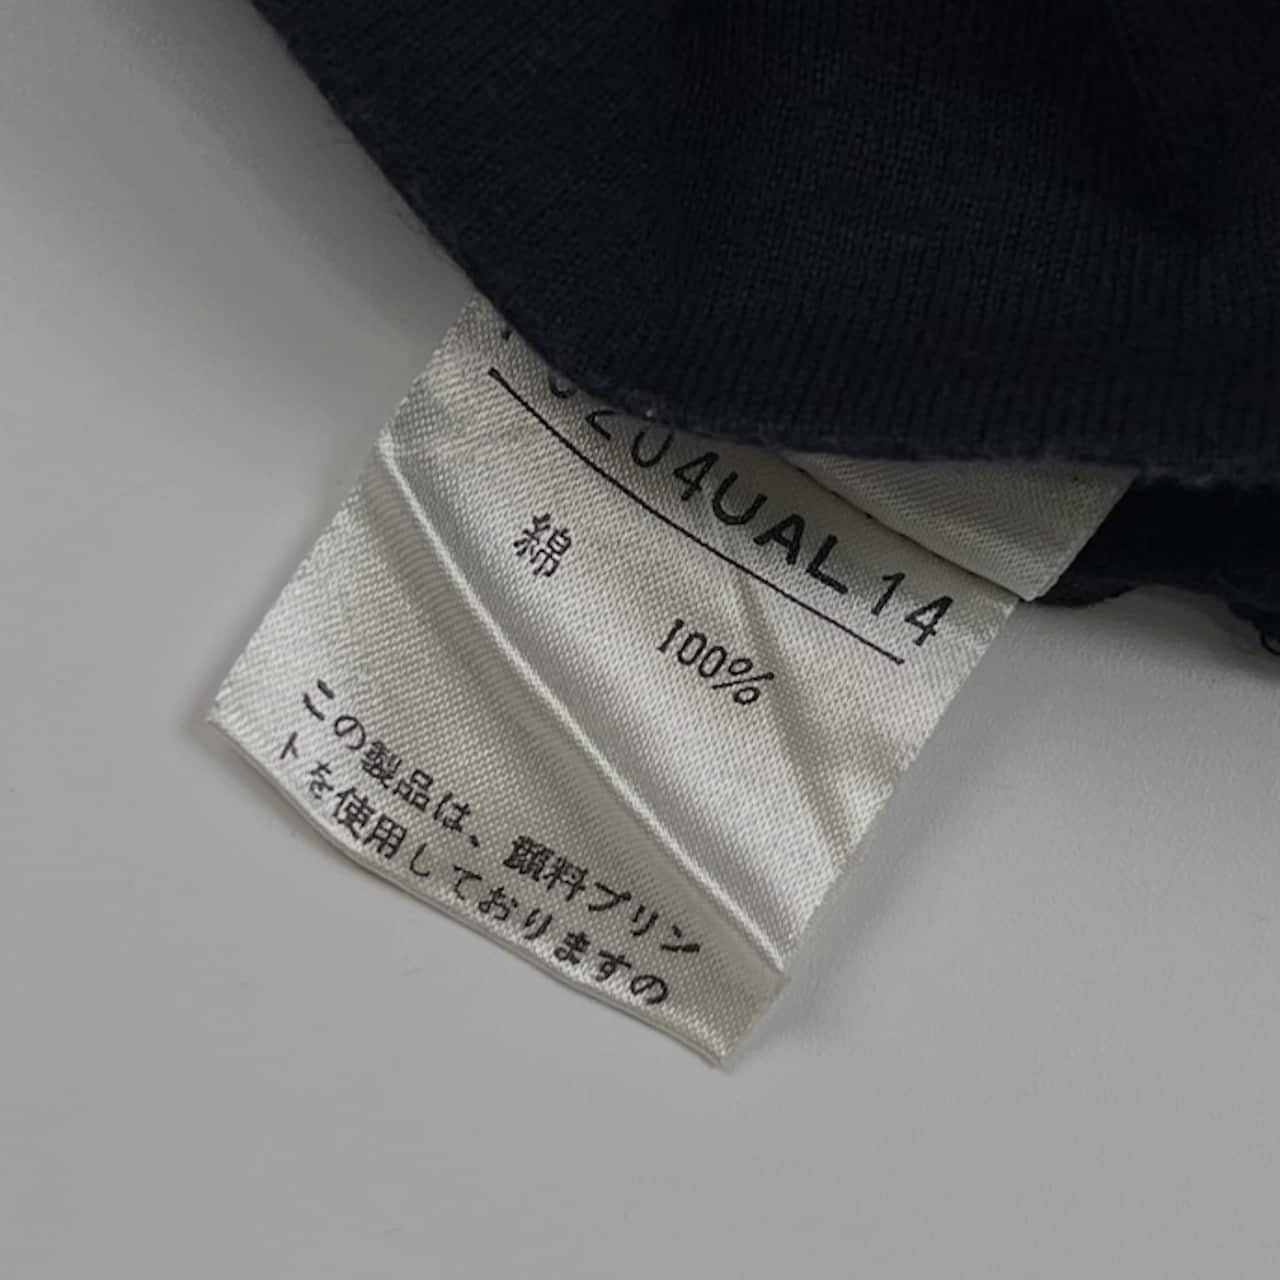 0204UAL14
綿 100%
この製品は、顔料プリン
トを使用しておりますの